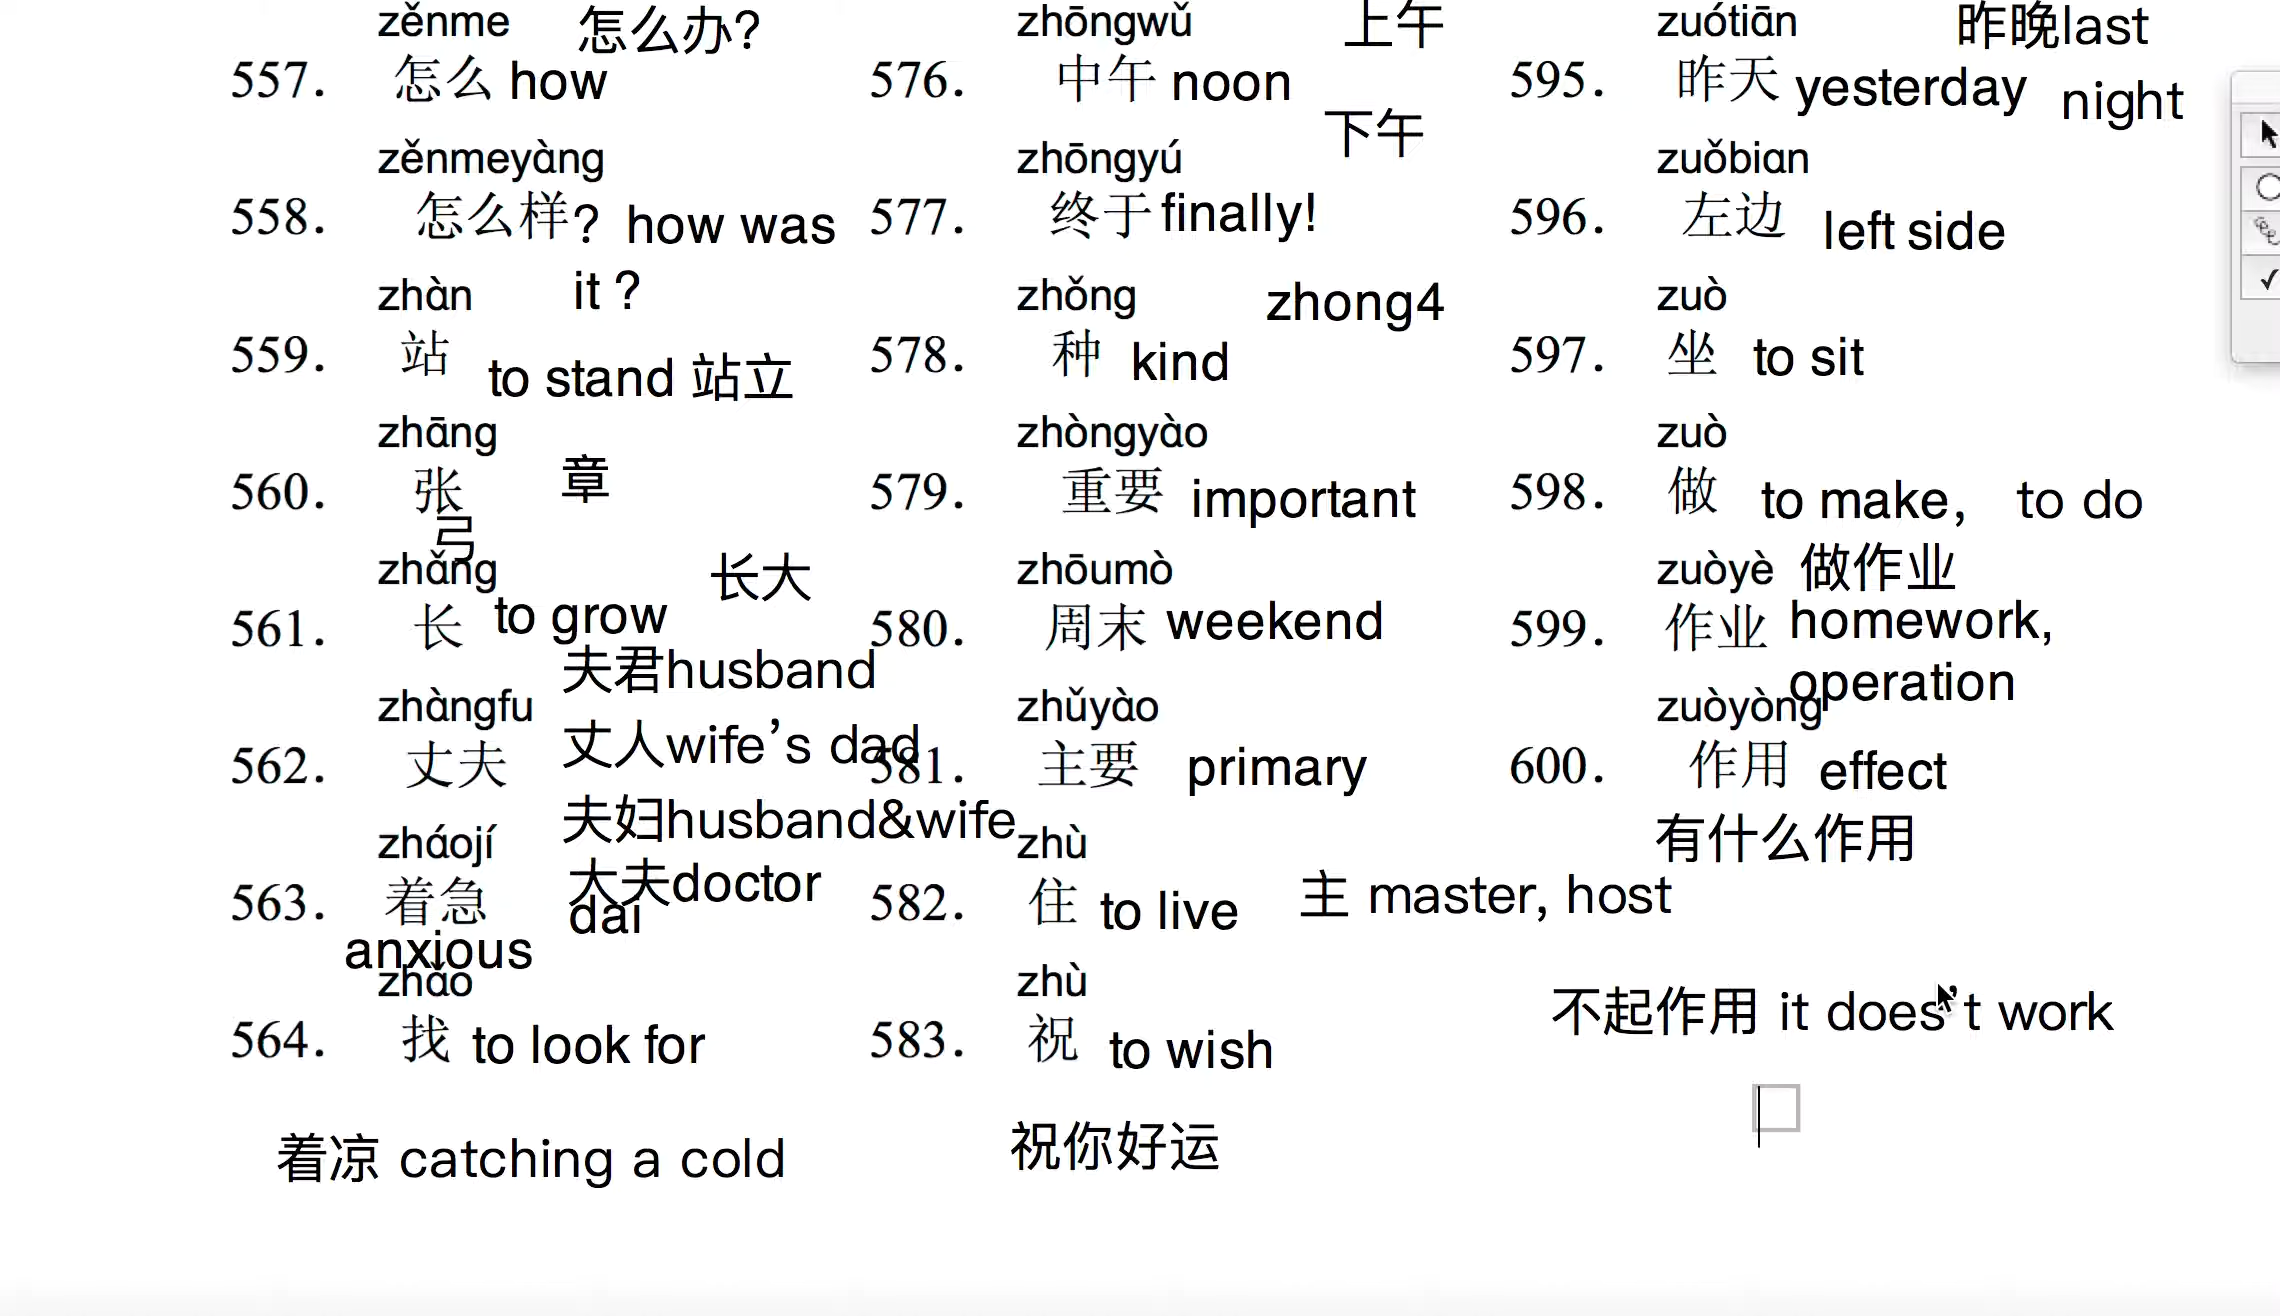 zěnme 怎么办?
557. 怎么 how
zěnmeyàng
558. 怎么样? how was
it ?
zhàn
559. 站 to stand 站立
zhāng
560. 张 章
弓
zhǎng 长大
561. 长 to grow
夫君husband
zhàngfu
562. 丈夫 丈人wife's dad
夫妇husband&wife
zháojí
563. 着急 大夫doctor
dai
anxious
zhǎo
564. 找 to look for
着凉 catching a cold
zhōngwǔ 上午
576. 中午 noon
下午
zhōngyú
577. 终于 finally!
zhǒng zhong4
578. 种 kind
zhòngyào
579. 重要 important
zhōumò
580. 周末 weekend
zhǔyào
581. 主要 primary
zhù
582. 住 to live 主 master, host
zhù
583. 祝 to wish
祝你好运
zuótiān 昨晚last
595. 昨天 yesterday night
zuǒbian
596. 左边 left side
zuò
597. 坐 to sit
zuò
598. 做 to make, to do
zuòyè 做作业
599. 作业 homework,
operation
zuòyòng
600. 作用 effect
有什么作用
不起作用 it does't work